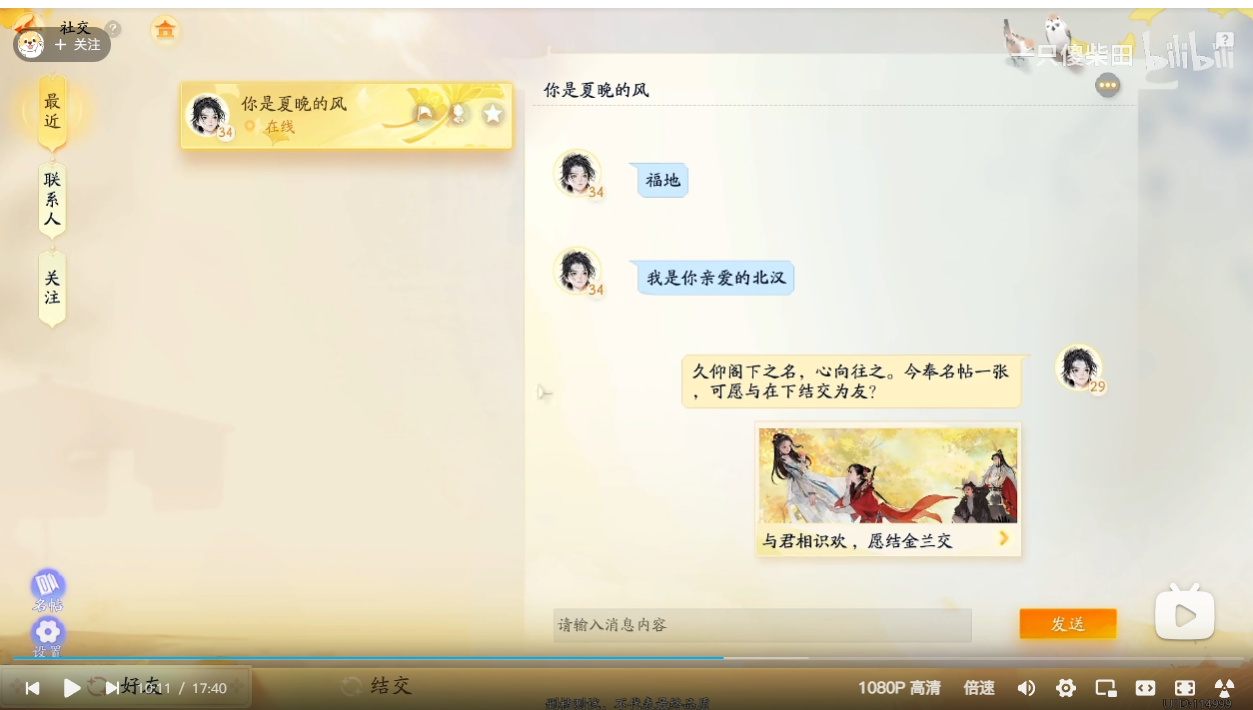 社交
?
+ 关注
一只傻柴田 bilibili
?
最近
联系人
关注
你是夏晚的风
34
在线
你是夏晚的风
34
福地
34
我是你亲爱的北汉
久仰阁下之名，心向往之。今奉名帖一张
，可愿与在下结交为友？
29
与君相识欢，愿结金兰交
名帖
设置
请输入消息内容
发送
好友
10:11 / 17:40
结交
1080P 高清
倍速